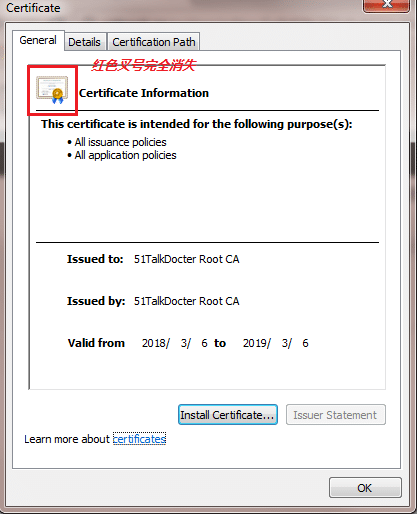 Certificate
General Details Certification Path
红色叉号完全消失
Certificate Information
This certificate is intended for the following purpose(s):
• All issuance policies
• All application policies
Issued to: 51TalkDocter Root CA
Issued by: 51TalkDocter Root CA
Valid from 2018/ 3/ 6 to 2019/ 3/ 6
Install Certificate... Issuer Statement
Learn more about certificates
OK